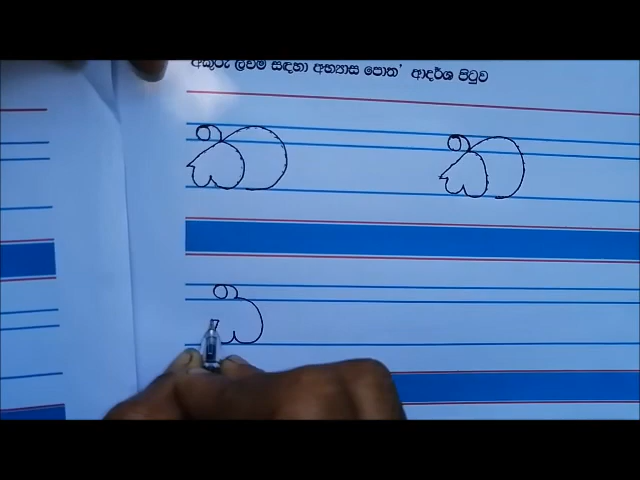 අකුරු ලිවීම සඳහා අභ්‍යාස පොත' ආදර්ශ පිටුව
ක ක